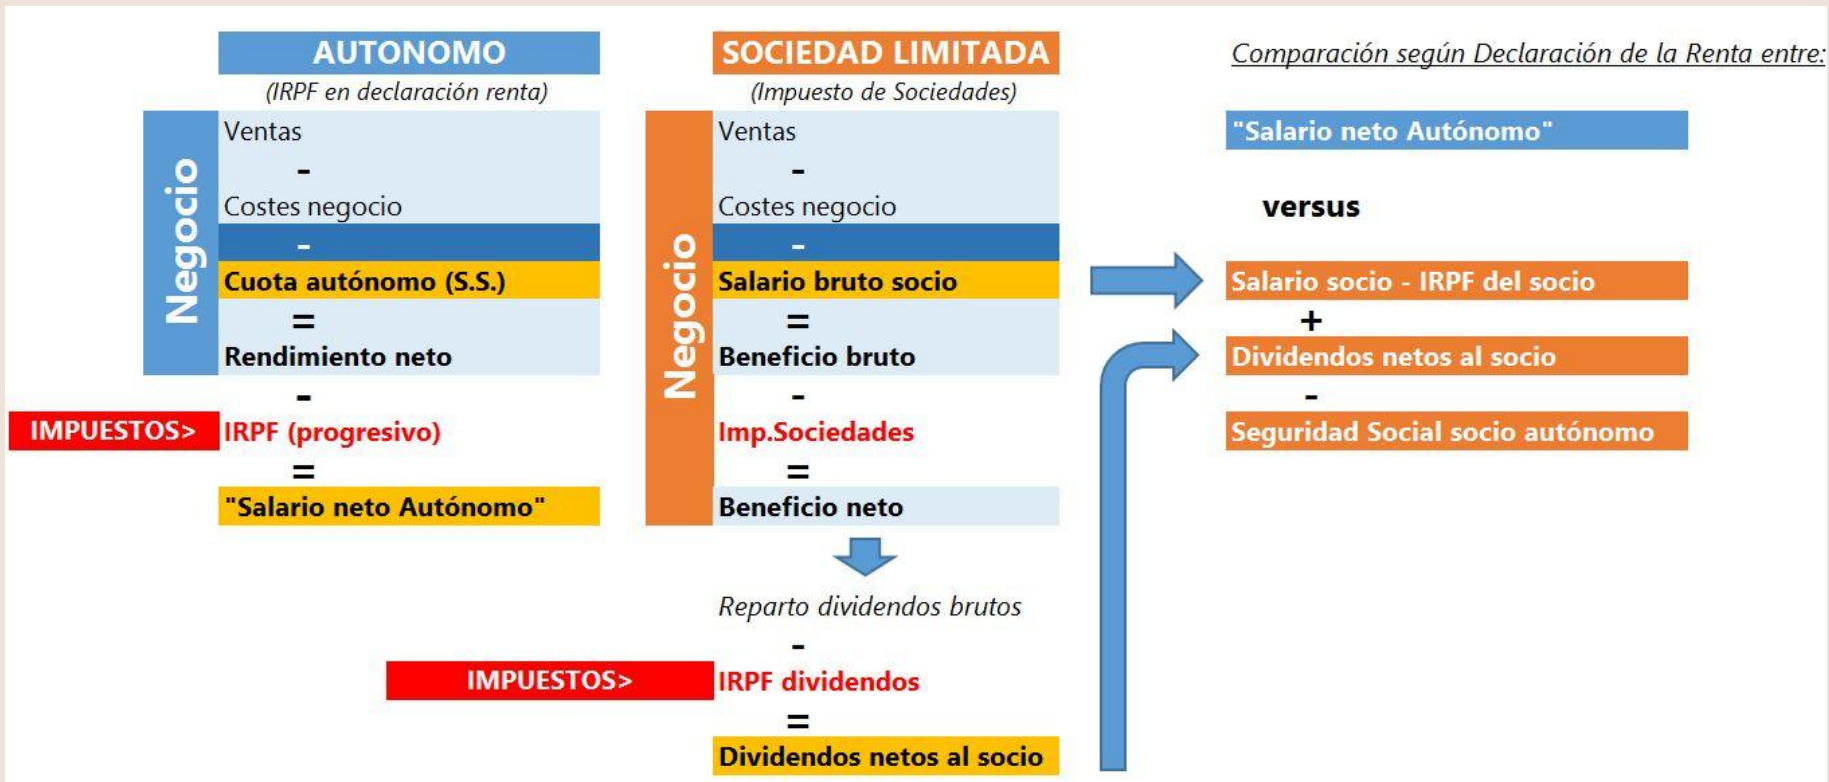 AUTONOMO
(IRPF en declaración renta)
Negocio
Ventas
-
Costes negocio
-
Cuota autónomo (S.S.)
=
Rendimiento neto
-
IMPUESTOS>
IRPF (progresivo)
=
"Salario neto Autónomo"
SOCIEDAD LIMITADA
(Impuesto de Sociedades)
Negocio
Ventas
-
Costes negocio
-
Salario bruto socio
=
Beneficio bruto
-
Imp.Sociedades
=
Beneficio neto
Reparto dividendos brutos
-
IMPUESTOS>
IRPF dividendos
=
Dividendos netos al socio
Comparación según Declaración de la Renta entre:
"Salario neto Autónomo"
versus
Salario socio - IRPF del socio
+
Dividendos netos al socio
-
Seguridad Social socio autónomo